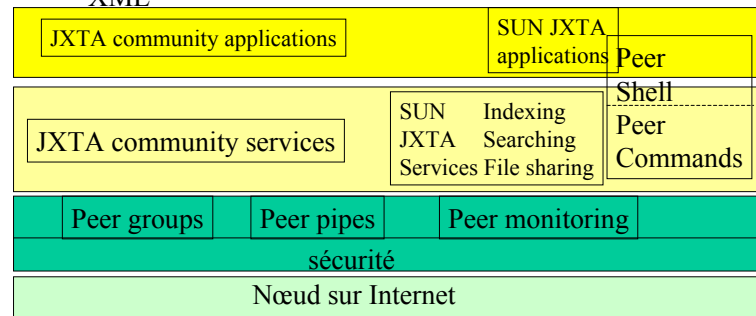 XML
JXTA community applications
SUN JXTA
applications
Peer
Shell
Peer
Commands
JXTA community services
SUN Indexing
JXTA Searching
Services File sharing
Peer groups
Peer pipes
Peer monitoring
sécurité
Nœud sur Internet